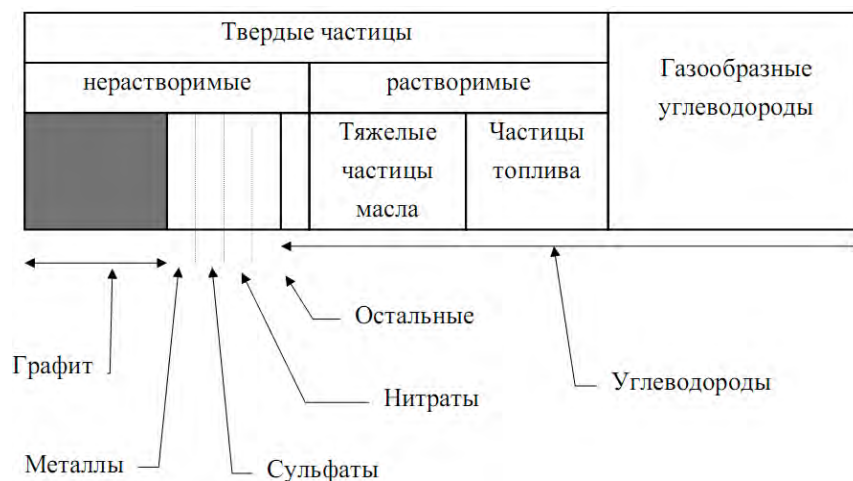 Твердые частицы
Газообразные
углеводороды
нерастворимые
растворимые
Тяжелые
частицы
масла
Частицы
топлива
Остальные
Графит
Углеводороды
Нитраты
Металлы
Сульфаты